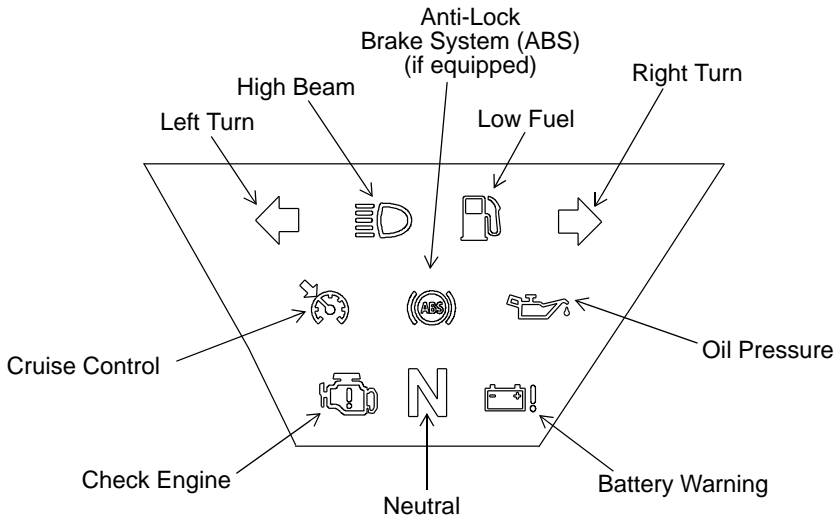 Anti-Lock
Brake System (ABS)
(if equipped)
High Beam
Right Turn
Left Turn
Low Fuel
ABS
Cruise Control
Oil Pressure
N
Check Engine
Neutral
Battery Warning